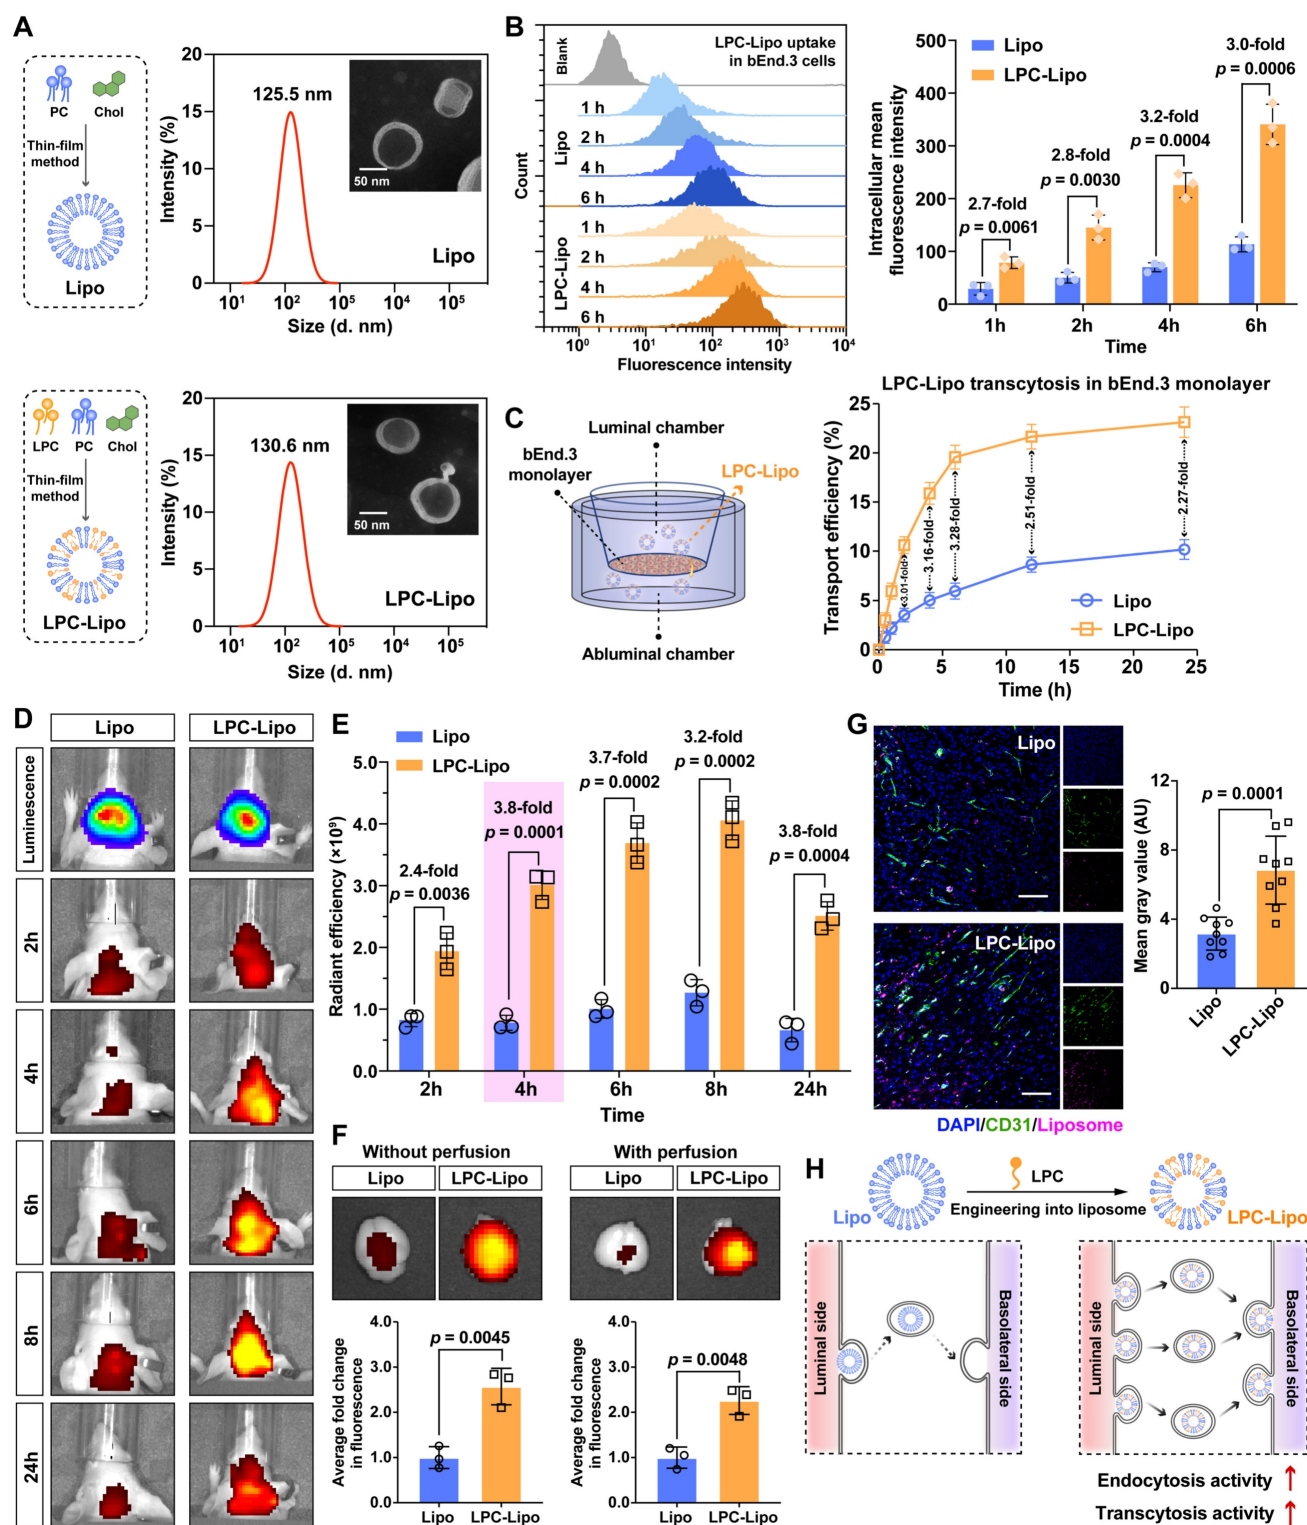 A
PC
Chol
Thin-film
method
Lipo
Intensity (%)
20
15
10
5
0
125.5 nm
50 nm
Lipo
10¹
10²
10⁵
10⁴
10⁵
Size (d. nm)
LPC
PC
Chol
Thin-film
method
LPC-Lipo
Intensity (%)
20
15
10
5
0
130.6 nm
50 nm
LPC-Lipo
10¹
10²
10⁵
10⁴
10⁵
Size (d. nm)
B
LPC-Lipo uptake
in bEnd.3 cells
Count
Blank
Lipo
1 h
2 h
4 h
6 h
LPC-Lipo
1 h
2 h
4 h
6 h
10⁰
10¹
10²
10³
10⁴
Fluorescence intensity
Intracellular mean
fluorescence intensity
500
400
300
200
100
0
Lipo
LPC-Lipo
2.7-fold
p = 0.0061
2.8-fold
p = 0.0030
3.2-fold
p = 0.0004
3.0-fold
p = 0.0006
1h
2h
4h
6h
Time
C
Luminal chamber
bEnd.3
monolayer
LPC-Lipo
Abluminal chamber
LPC-Lipo transcytosis in bEnd.3 monolayer
Transport efficiency (%)
25
20
15
10
5
0
3.01-fold
3.16-fold
3.28-fold
2.51-fold
2.27-fold
Lipo
LPC-Lipo
0
5
10
15
20
25
Time (h)
D
Lipo
LPC-Lipo
Luminescence
2h
4h
6h
8h
24h
E
Lipo
LPC-Lipo
Radiant efficiency (×10⁹)
5.0
4.0
3.0
2.0
1.0
0.0
2.4-fold
p = 0.0036
3.8-fold
p = 0.0001
3.7-fold
p = 0.0002
3.2-fold
p = 0.0002
3.8-fold
p = 0.0004
2h
4h
6h
8h
24h
Time
F
Without perfusion
Lipo
LPC-Lipo
With perfusion
Lipo
LPC-Lipo
Average fold change
in fluorescence
4.0
3.0
2.0
1.0
0.0
p = 0.0045
Lipo
LPC-Lipo
Average fold change
in fluorescence
4.0
3.0
2.0
1.0
0.0
p = 0.0048
Lipo
LPC-Lipo
G
Lipo
LPC-Lipo
DAPI/CD31/Liposome
Mean gray value (AU)
12
8
4
0
p = 0.0001
Lipo
LPC-Lipo
H
Lipo
LPC
Engineering into liposome
LPC-Lipo
Luminal side
Basolateral side
Luminal side
Basolateral side
Endocytosis activity ↑
Transcytosis activity ↑